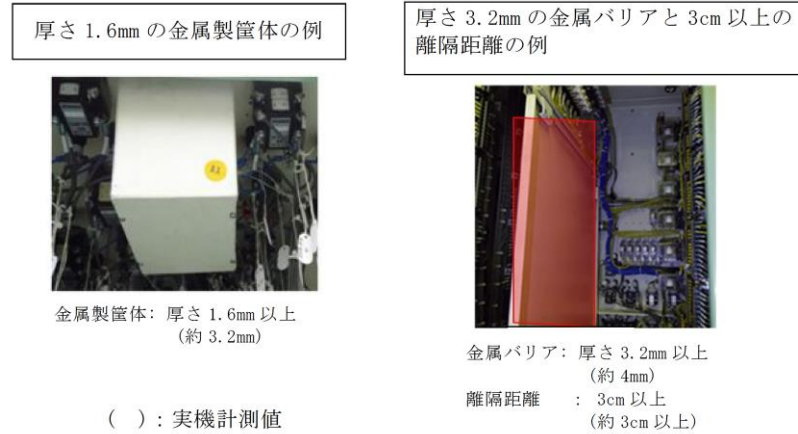 厚さ 1.6mm の金属製筐体の例
金属製筐体: 厚さ 1.6mm 以上
(約 3.2mm)
( ): 実機計測値
厚さ 3.2mm の金属バリアと 3cm 以上の
離隔距離の例
金属バリア: 厚さ 3.2mm 以上
(約 4mm)
離隔距離 : 3cm 以上
(約 3cm 以上)